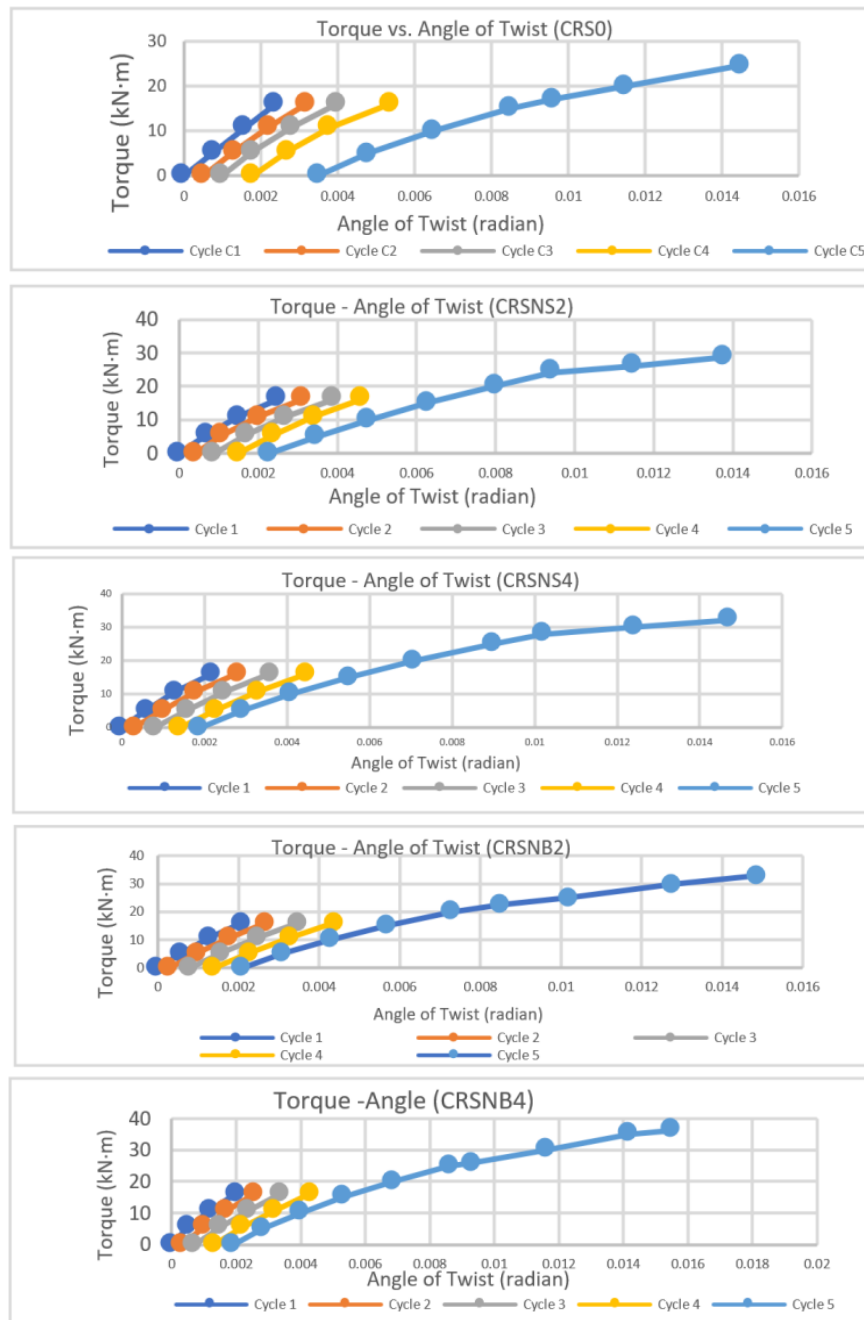 Torque vs. Angle of Twist (CRS0)
Torque (kN·m)
30
20
10
0
0 0.002 0.004 0.006 0.008 0.01 0.012 0.014 0.016
Angle of Twist (radian)
Cycle C1 Cycle C2 Cycle C3 Cycle C4 Cycle C5
Torque - Angle of Twist (CRSNS2)
Torque (kN·m)
40
30
20
10
0
0 0.002 0.004 0.006 0.008 0.01 0.012 0.014 0.016
Angle of Twist (radian)
Cycle 1 Cycle 2 Cycle 3 Cycle 4 Cycle 5
Torque - Angle of Twist (CRSNS4)
Torque (kN·m)
40
30
20
10
0
0 0.002 0.004 0.006 0.008 0.01 0.012 0.014 0.016
Angle of Twist (radian)
Cycle 1 Cycle 2 Cycle 3 Cycle 4 Cycle 5
Torque - Angle of Twist (CRSNB2)
Torque (kN·m)
40
30
20
10
0
0 0.002 0.004 0.006 0.008 0.01 0.012 0.014 0.016
Angle of Twist (radian)
Cycle 1 Cycle 2 Cycle 3
Cycle 4 Cycle 5
Torque -Angle (CRSNB4)
Torque (kN·m)
40
30
20
10
0
0 0.002 0.004 0.006 0.008 0.01 0.012 0.014 0.016 0.018 0.02
Angle of Twist (radian)
Cycle 1 Cycle 2 Cycle 3 Cycle 4 Cycle 5